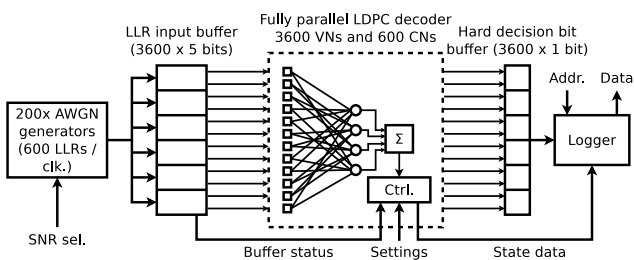 LLR input buffer
(3600 x 5 bits)
Fully parallel LDPC decoder
3600 VNs and 600 CNs
Hard decision bit
buffer (3600 x 1 bit)
Addr.
Data
200x AWGN
generators
(600 LLRs /
clk.)
Σ
Logger
Ctrl.
SNR sel.
Buffer status
Settings
State data